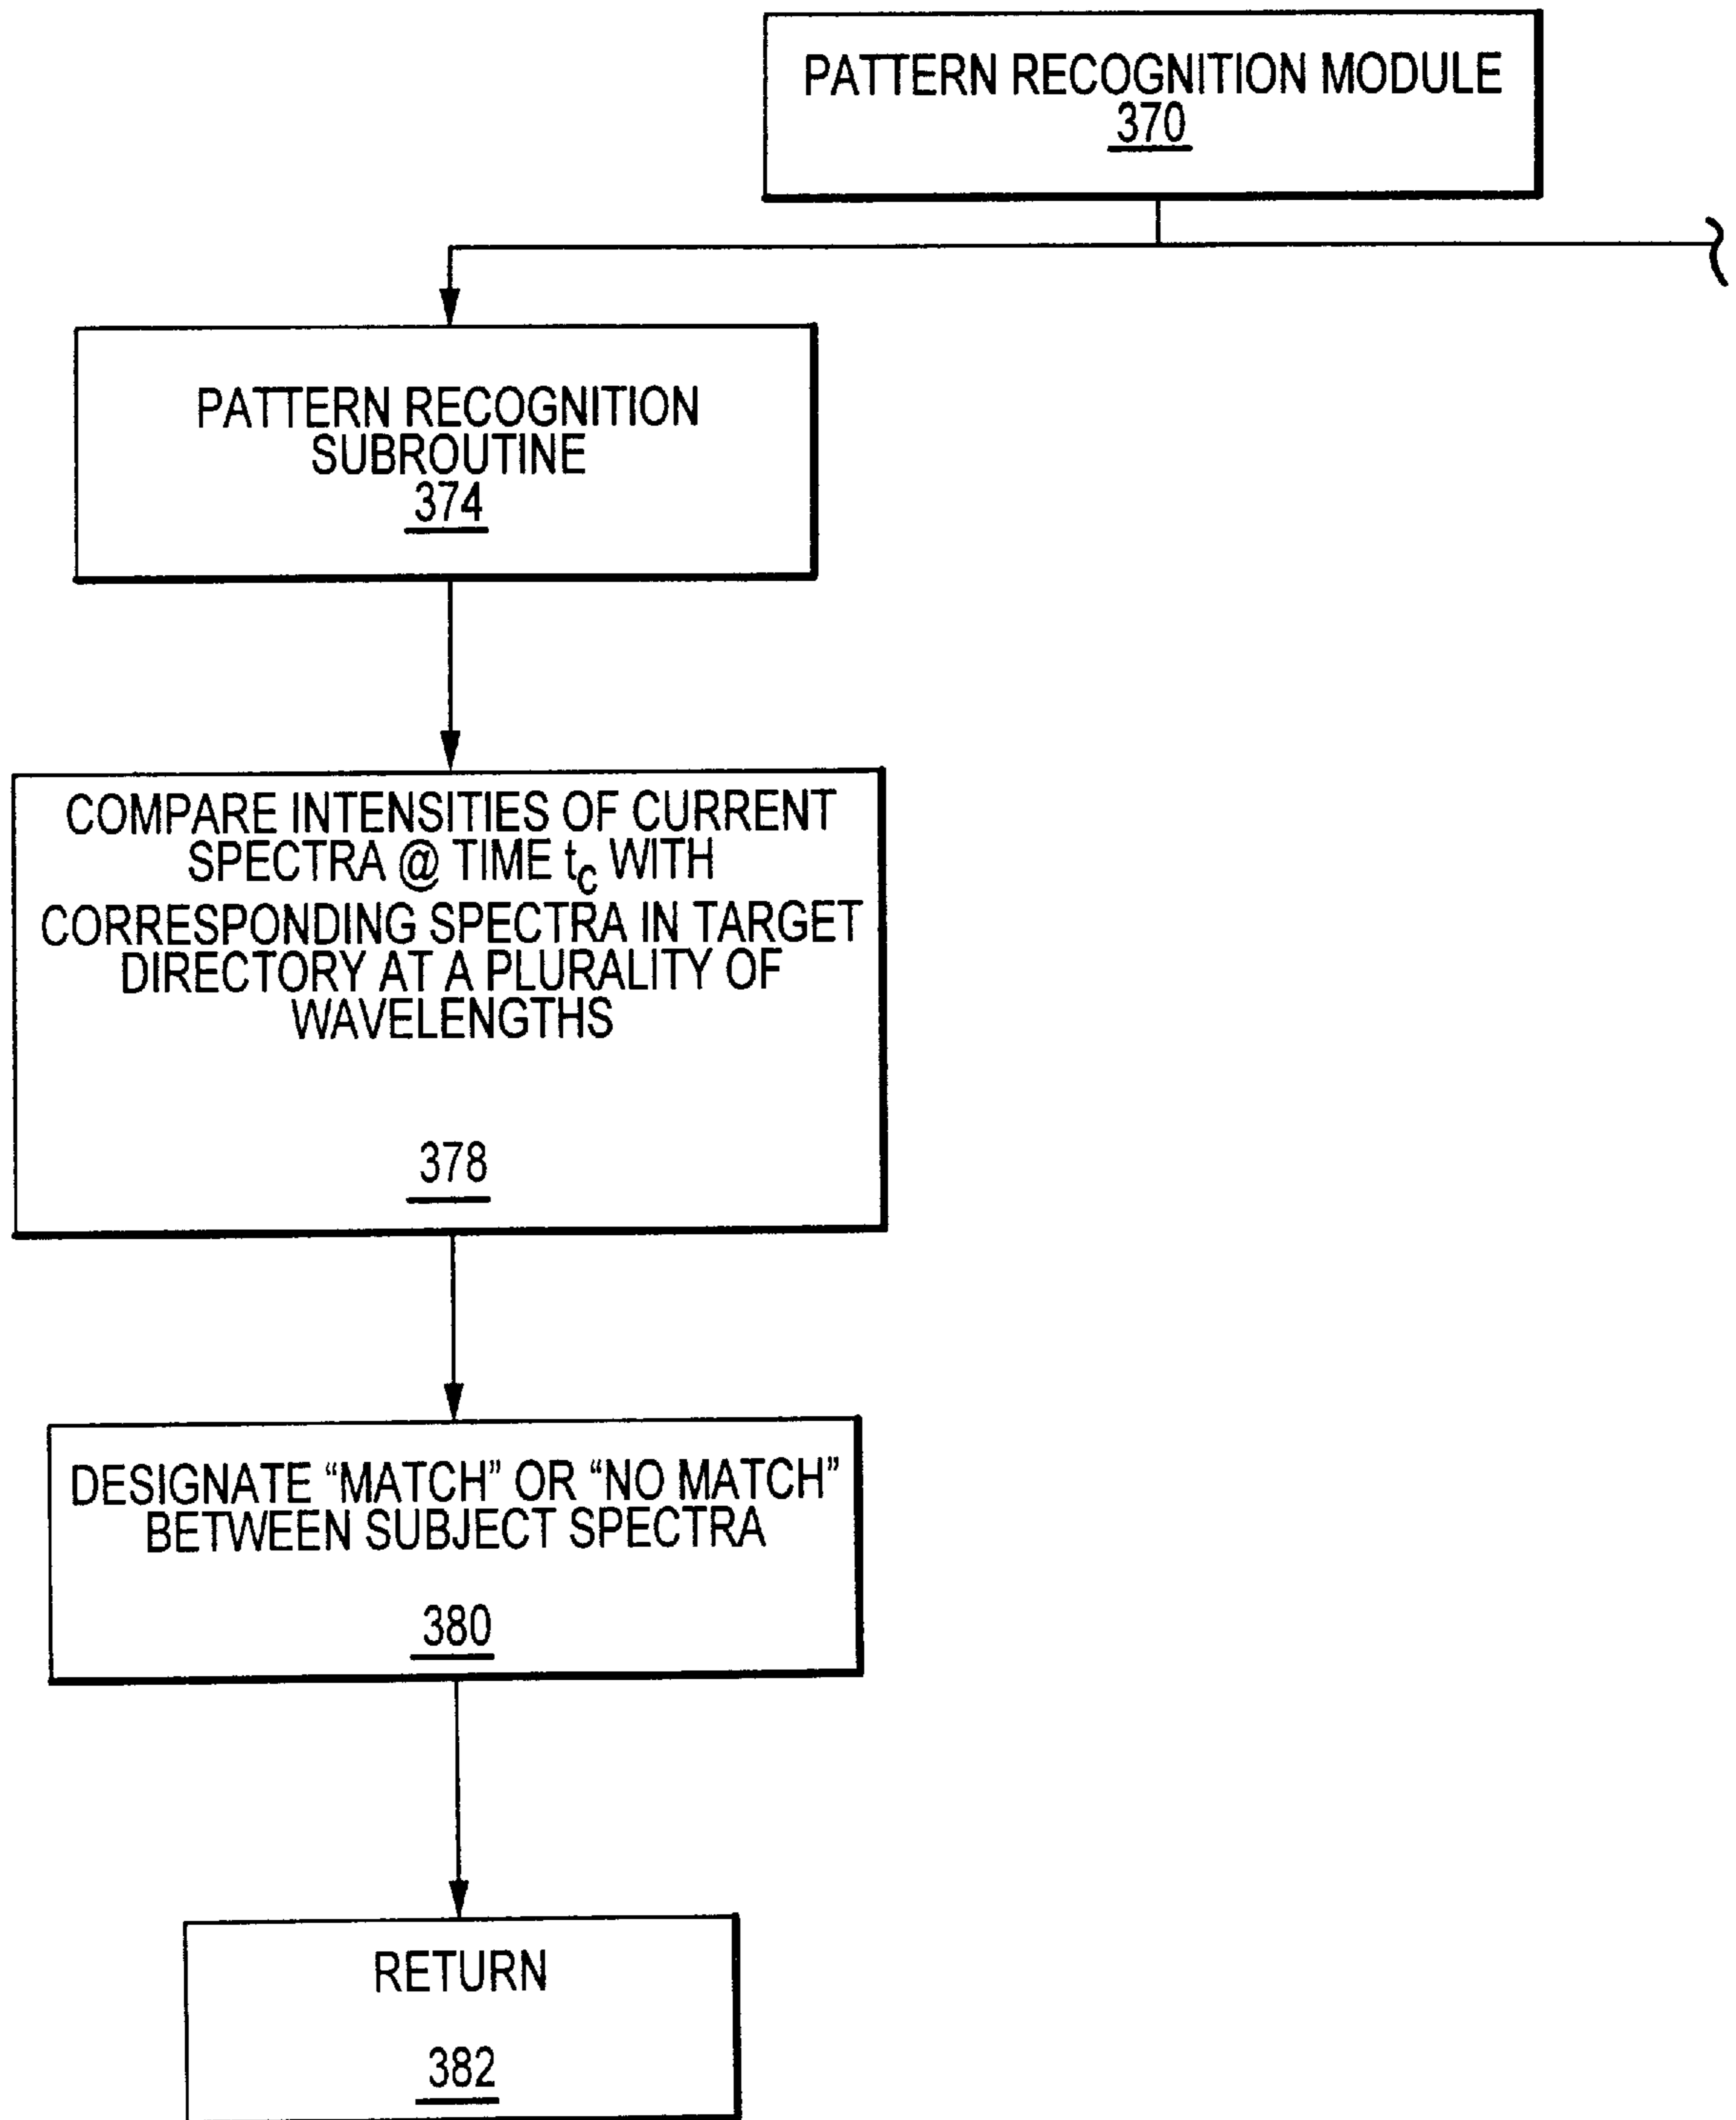 PATTERN RECOGNITION MODULE
370
PATTERN RECOGNITION
SUBROUTINE
374
COMPARE INTENSITIES OF CURRENT
SPECTRA @ TIME tc WITH
CORRESPONDING SPECTRA IN TARGET
DIRECTORY AT A PLURALITY OF
WAVELENGTHS
378
DESIGNATE “MATCH” OR “NO MATCH”
BETWEEN SUBJECT SPECTRA
380
RETURN
382